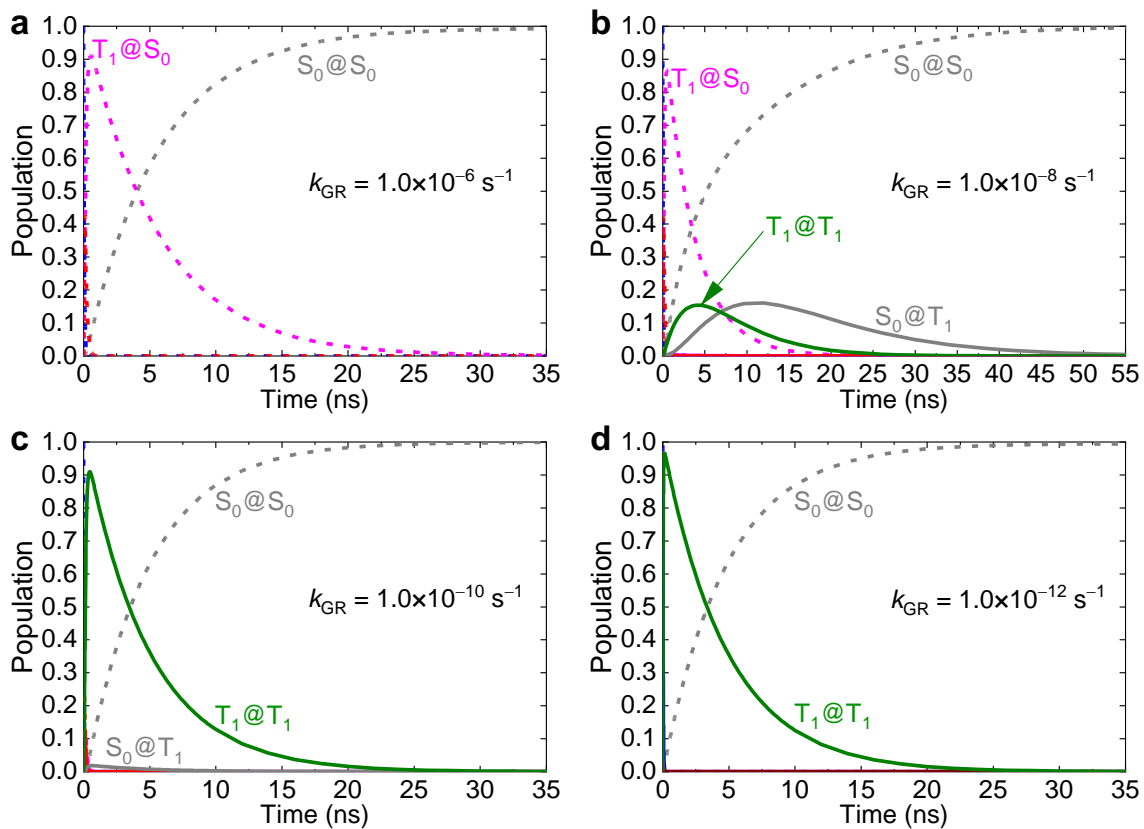 a
1.0
0.9
0.8
0.7
0.6
0.5
0.4
0.3
0.2
0.1
0.0
Population
T₁@S₀
S₀@S₀
k_GR = 1.0×10⁻⁶ s⁻¹
0 5 10 15 20 25 30 35
Time (ns)
b
1.0
0.9
0.8
0.7
0.6
0.5
0.4
0.3
0.2
0.1
0.0
Population
S₀@S₀
T₁@S₀
k_GR = 1.0×10⁻⁸ s⁻¹
T₁@T₁
S₀@T₁
0 5 10 15 20 25 30 35 40 45 50 55
Time (ns)
c
1.0
0.9
0.8
0.7
0.6
0.5
0.4
0.3
0.2
0.1
0.0
Population
S₀@S₀
k_GR = 1.0×10⁻¹⁰ s⁻¹
T₁@T₁
S₀@T₁
0 5 10 15 20 25 30 35
Time (ns)
d
1.0
0.9
0.8
0.7
0.6
0.5
0.4
0.3
0.2
0.1
0.0
Population
S₀@S₀
k_GR = 1.0×10⁻¹² s⁻¹
T₁@T₁
0 5 10 15 20 25 30 35
Time (ns)